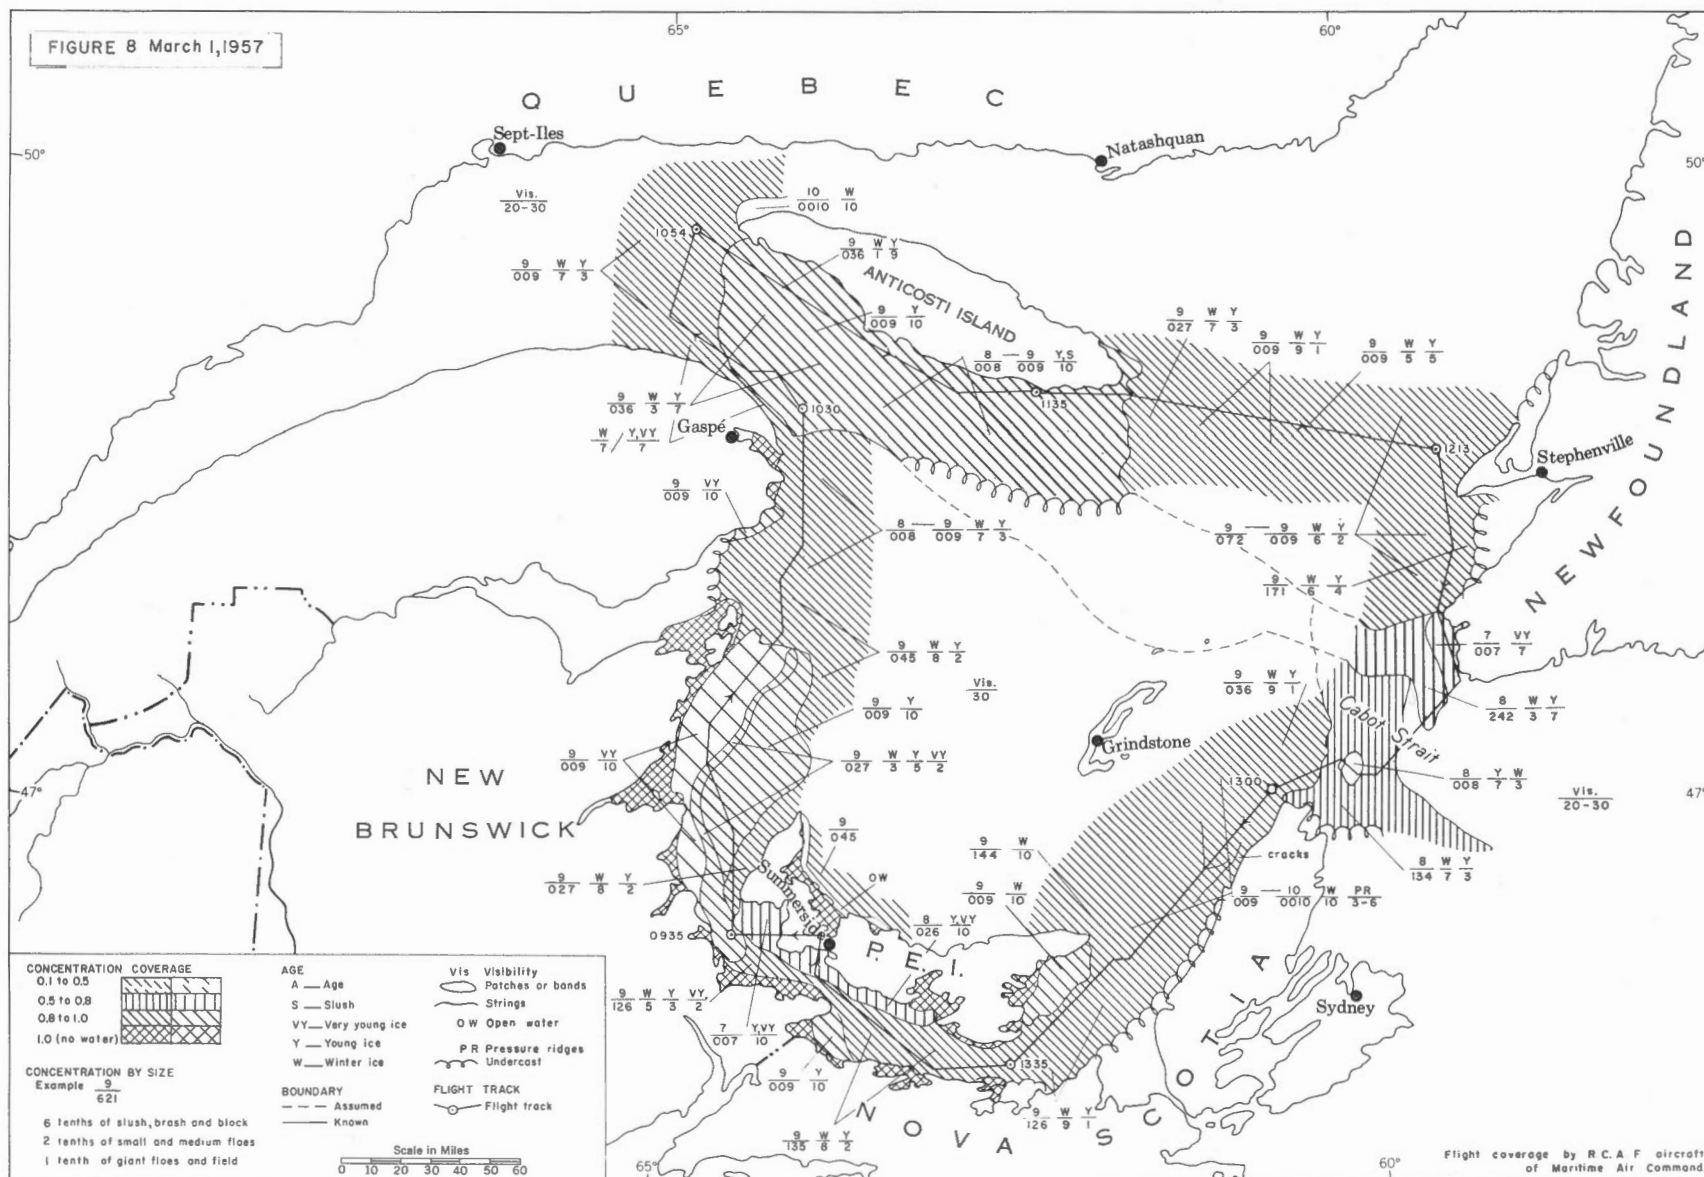 FIGURE 8 March 1, 1957
65°
60°
QUEBEC
Sept-Iles
Natashquan
50°
50°
Vis.
20-30
10 W
0010 10
1054
9 W Y
036 1 9
9 W Y
009 7 3
ANTICOSTI ISLAND
9 Y
009 10
9 W Y
027 7 3
9 W Y
009 9 1
9 W Y
009 5 5
8—9 Y,S
008 009 10
NEWFOUNDLAND
9 W Y
036 3 7
1030
1135
Gaspé
W Y,VY
7 / 7
1213
Stephenville
9 VY
009 10
8—9 W Y
008 009 7 3
9—9 W Y
072 009 6 2
9 W Y
171 6 4
7 VY
007 7
9 W Y
045 8 2
9 W Y
036 9 1
Vis.
30
8 W Y
242 3 7
9 Y
009 10
Cabot Strait
Grindstone
9 VY
009 10
9 W Y VY
027 3 5 2
NEW
BRUNSWICK
8 Y W
008 7 3
1300
47°
47°
Vis.
20-30
9
045
9 W
144 10
cracks
8 W Y
134 7 3
9 W Y
027 8 2
Summerside
OW
9 W
009 10
9—10 W PR
009 0010 10 3-6
0935
8 Y,VY
026 10
P. E. I.
Sydney
9 W Y VY
126 5 3 2
7 Y,VY
007 10
1335
9 Y
009 10
9 W Y
126 9 1
9 W Y
135 8 2
NOVA SCOTIA
65°
60°
CONCENTRATION COVERAGE
0.1 to 0.5
0.5 to 0.8
0.8 to 1.0
1.0 (no water)
CONCENTRATION BY SIZE
Example 9
621
6 tenths of slush, brash and block
2 tenths of small and medium floes
1 tenth of giant floes and field
AGE
A — Age
S — Slush
VY — Very young ice
Y — Young ice
W — Winter ice
BOUNDARY
Assumed
Known
Vis Visibility
Patches or bands
Strings
OW Open water
PR Pressure ridges
Undercast
FLIGHT TRACK
Flight track
Scale in Miles
0 10 20 30 40 50 60
Flight coverage by R.C.A.F aircraft
of Maritime Air Command